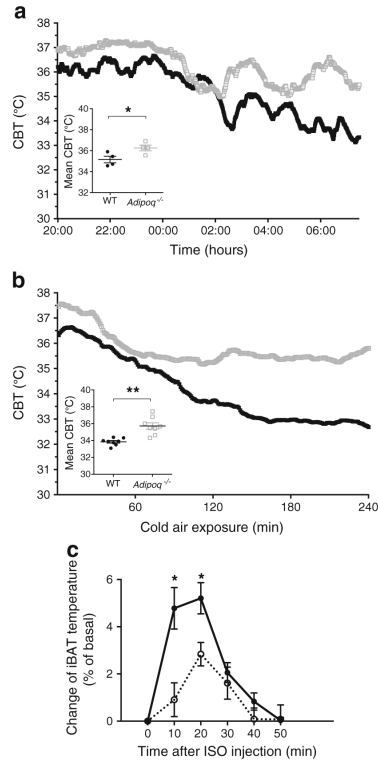 a
38
37
36
35
34
33
32
31
30
CBT (°C)
20:00 22:00 00:00 02:00 04:00 06:00
Time (hours)
Mean CBT (°C)
40
38
36
34
32
*
WT Adipoq-/-
b
38
37
36
35
34
33
32
31
30
CBT (°C)
60 120 180 240
Cold air exposure (min)
Mean CBT (°C)
40
38
36
34
32
30
**
WT Adipoq-/-
c
Change of iBAT temperature
(% of basal)
6
4
2
0
* *
0 10 20 30 40 50
Time after ISO injection (min)